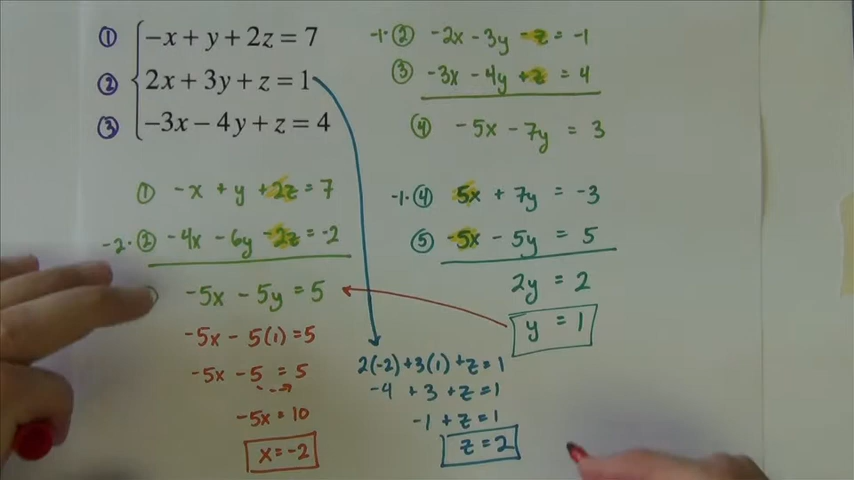 ① -x + y + 2z = 7
② 2x + 3y + z = 1
③ -3x - 4y + z = 4
-1·② -2x - 3y - z = -1
③ -3x - 4y + z = 4
④ -5x - 7y = 3
① -x + y + 2z = 7
-2·② -4x - 6y - 2z = -2
-5x - 5y = 5
-5x - 5(1) = 5
-5x - 5 = 5
-5x = 10
x = -2
-1·④ 5x + 7y = -3
⑤ -5x - 5y = 5
2y = 2
y = 1
2(-2) + 3(1) + z = 1
-4 + 3 + z = 1
-1 + z = 1
z = 2